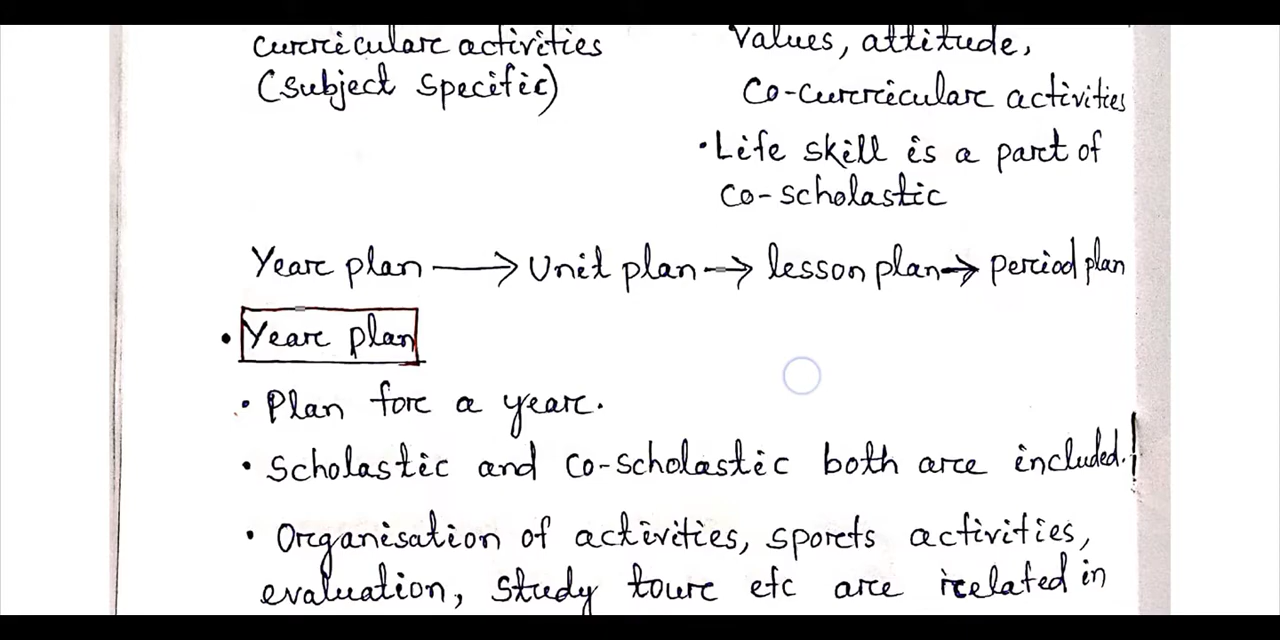 curricular activities
(subject specific)
values, attitude,
co-curricular activities
• Life skill is a part of
co-scholastic
Year plan → Unit plan → lesson plan → period plan
• Year plan
• Plan for a year.
• Scholastic and co-scholastic both are included.
• Organisation of activities, sports activities,
evaluation, study tour etc are related in